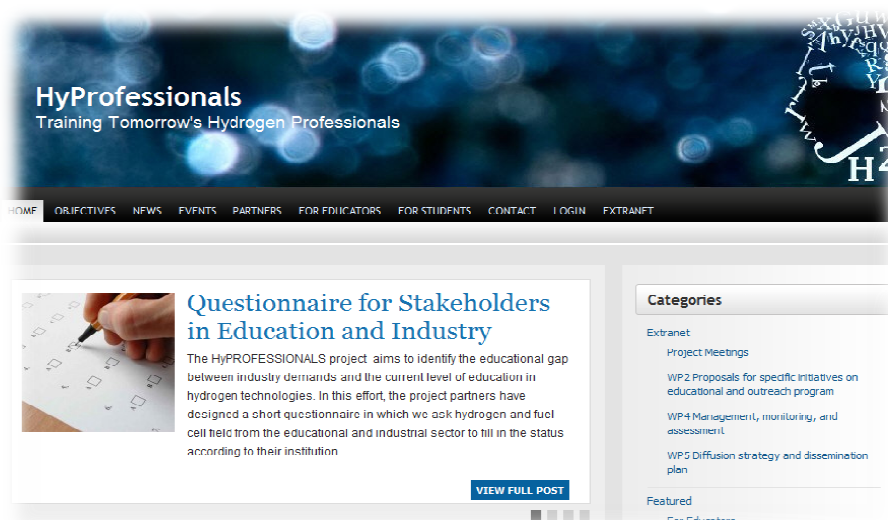 HyProfessionals
Training Tomorrow's Hydrogen Professionals
H2
HOME OBJECTIVES NEWS EVENTS PARTNERS FOR EDUCATORS FOR STUDENTS CONTACT LOGIN EXTRANET
Questionnaire for Stakeholders
in Education and Industry
The HyPROFESSIONALS project aims to identify the educational gap
between industry demands and the current level of education in
hydrogen technologies. In this effort, the project partners have
designed a short questionnaire in which we ask hydrogen and fuel
cell field from the educational and industrial sector to fill in the status
according to their institution
VIEW FULL POST
Categories
Extranet
Project Meetings
WP2 Proposals for specific initiatives on
educational and outreach program
WP4 Management, monitoring, and
assessment
WP5 Diffusion strategy and dissemination
plan
Featured
For Educators